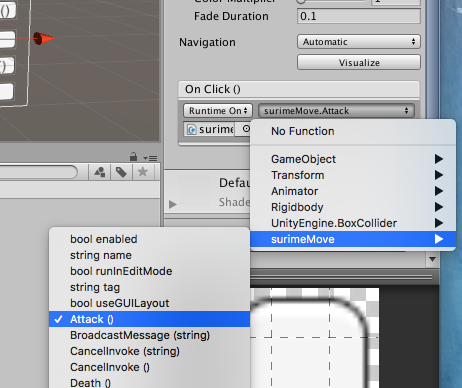 Color Multiplier
1
Fade Duration
0.1
Navigation
Automatic
Visualize
On Click ()
Runtime On
surimeMove.Attack
surime
No Function
GameObject
Transform
Animator
Rigidbody
UnityEngine.BoxCollider
surimeMove
Defau
Shade
bool enabled
string name
bool runInEditMode
string tag
bool useGUILayout
✓ Attack ()
BroadcastMessage (string)
CancelInvoke (string)
CancelInvoke ()
Death ()